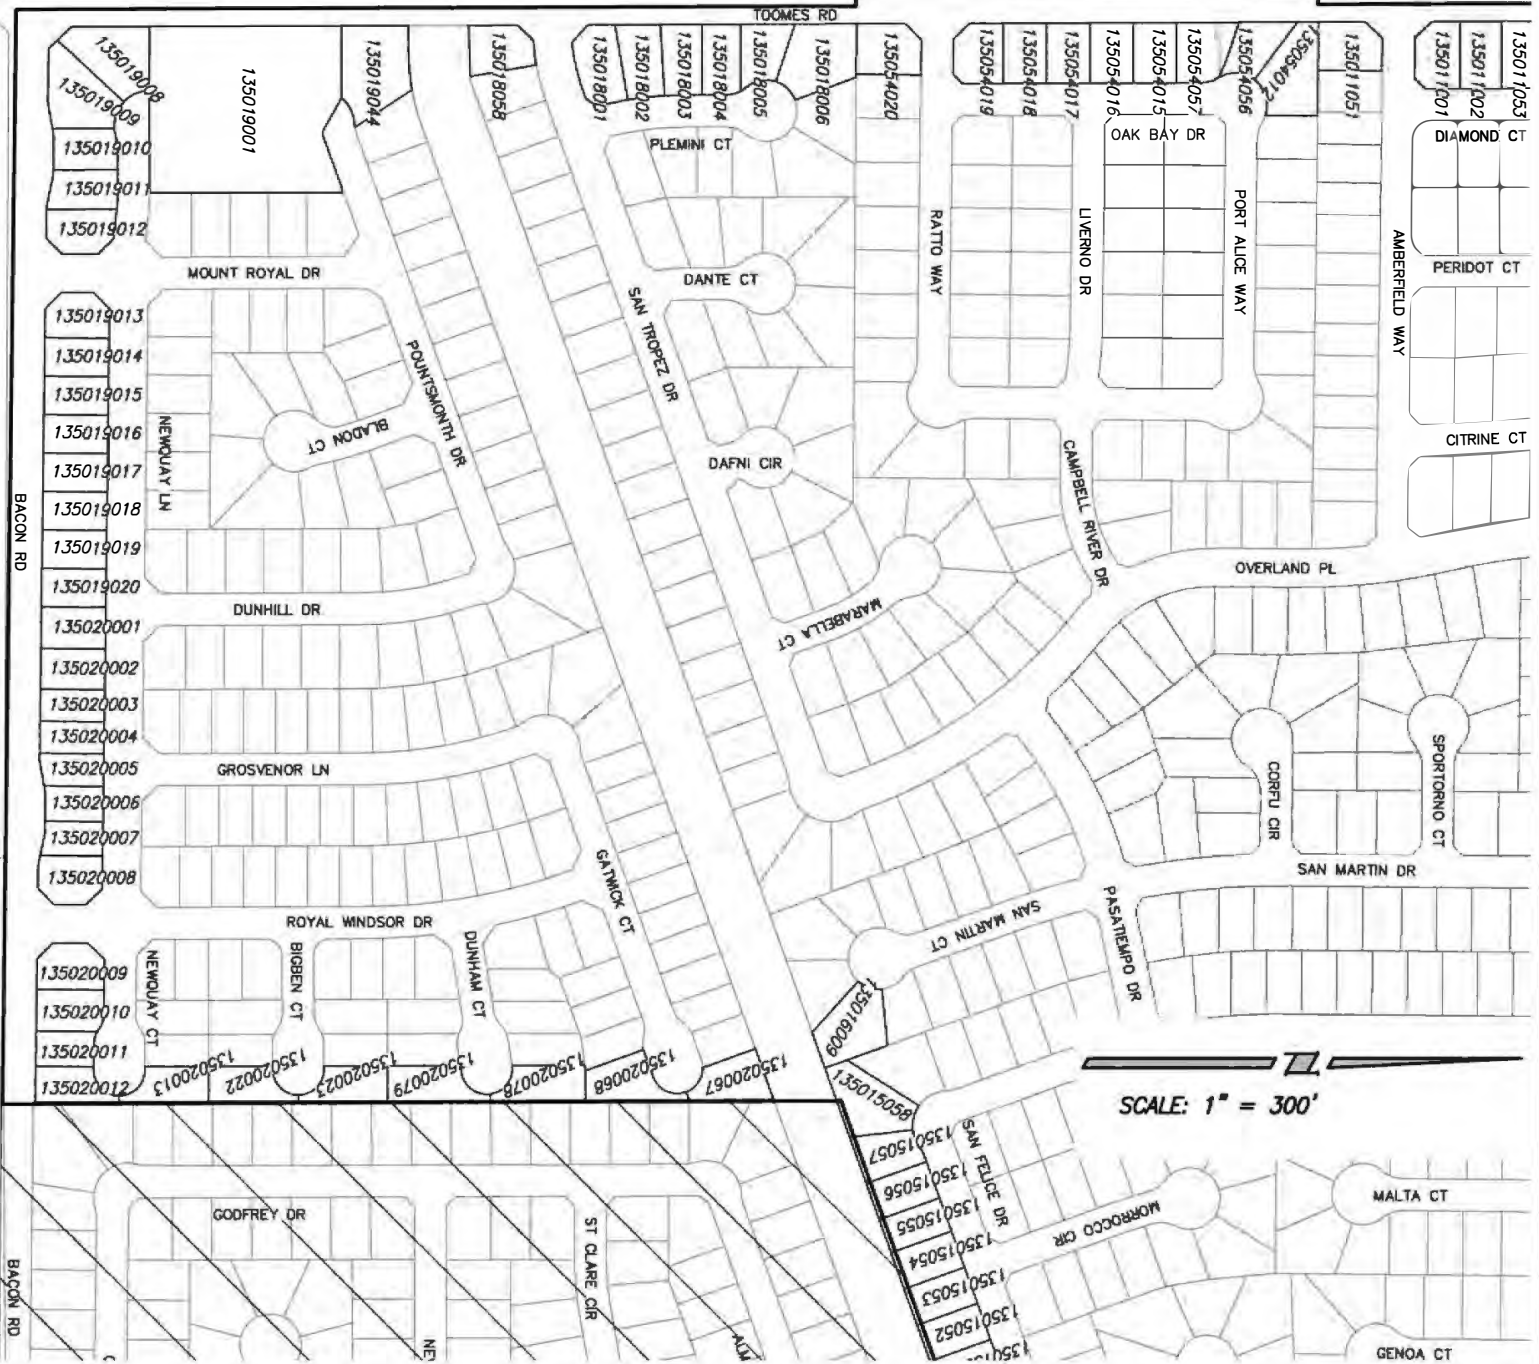 TOOMES RD
135019008
135019009
135019010
135019011
135019012
135019001
135019044
135018058
135018001
135018002
135018003
135018004
135018005
135018006
135054020
135054019
135054018
135054017
135054016
135054015
135054057
135054056
135054012
135011051
135011001
135011002
135011053
PLEMINI CT
OAK BAY DR
DIAMOND CT
MOUNT ROYAL DR
DANTE CT
RATTO WAY
LIVERNO DR
PORT ALICE WAY
AMBERFIELD WAY
PERIDOT CT
135019013
135019014
135019015
135019016
135019017
135019018
135019019
135019020
135020001
135020002
135020003
135020004
135020005
135020006
135020007
135020008
BACON RD
NEWQUAY LN
BLADON CT
POUNTSMONTH DR
SAN TROPEZ DR
DAFNI CIR
CAMPBELL RIVER DR
CITRINE CT
OVERLAND PL
DUNHILL DR
MARABELLA CT
GROSVENOR LN
CORFU CIR
SPORTORNO CT
GATWICK CT
SAN MARTIN DR
ROYAL WINDSOR DR
SAN MARTIN CT
PASATIEMPO DR
135020009
135020010
135020011
135020012
NEWQUAY CT
BIGBEN CT
DUNHAM CT
135020013
135020022
135020023
135020079
135020078
135020068
135020067
135016009
135015058
135015057
135015056
135015055
135015054
135015053
135015052
SCALE: 1" = 300'
SAN FELICE DR
MORROCCO CIR
MALTA CT
GODFREY DR
ST CLARE CIR
BACON RD
GENOA CT